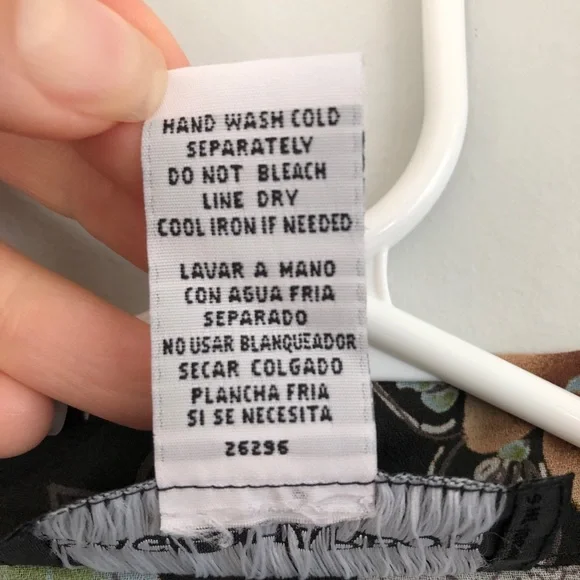 HAND WASH COLD
SEPARATELY
DO NOT BLEACH
LINE DRY
COOL IRON IF NEEDED
LAVAR A MANO
CON AGUA FRIA
SEPARADO
NO USAR BLANQUEADOR
SECAR COLGADO
PLANCHA FRIA
SI SE NECESITA
26296